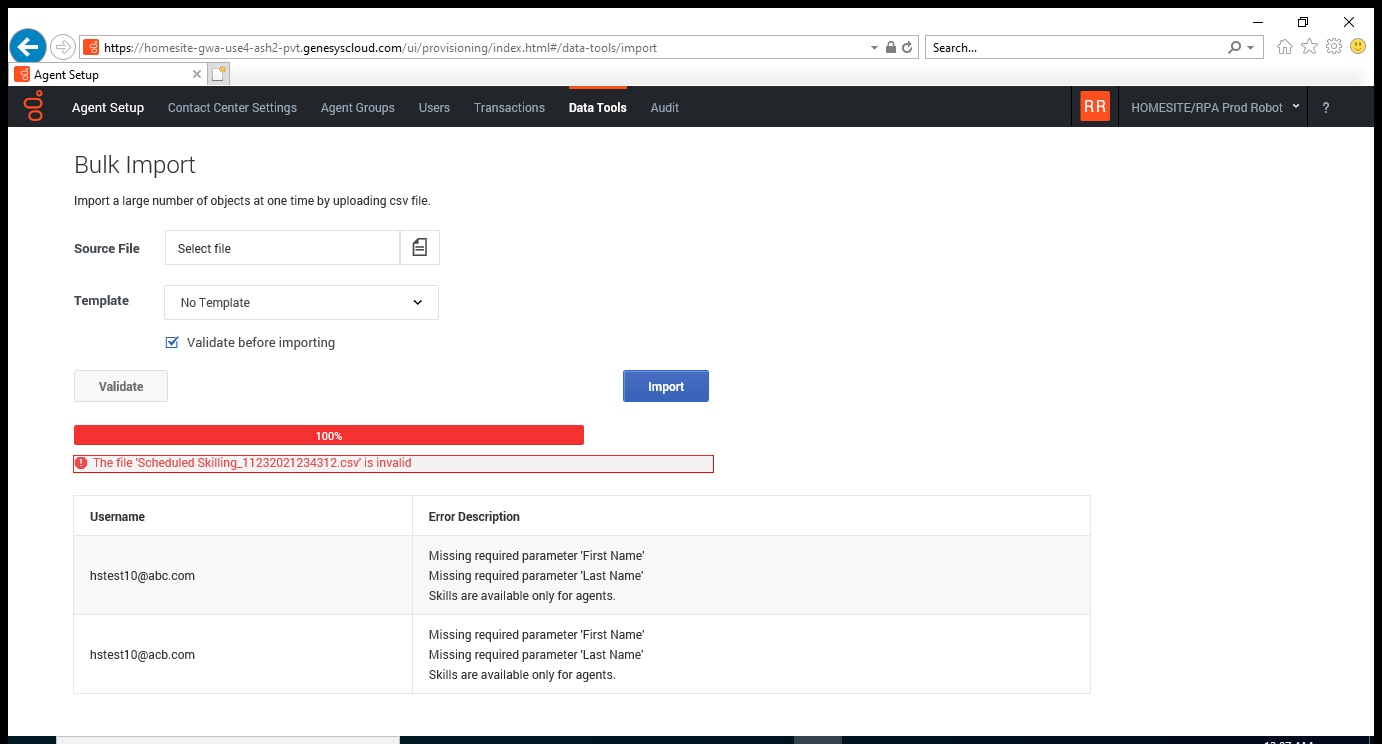 https://homesite-gwa-use4-ash2-pvt.genesyscloud.com/ui/provisioning/index.html#/data-tools/import
Search...
Agent Setup
Agent Setup Contact Center Settings Agent Groups Users Transactions Data Tools Audit RR HOMESITE/RPA Prod Robot ?
Bulk Import
Import a large number of objects at one time by uploading csv file.
Source File Select file
Template No Template
Validate before importing
Validate Import
100%
The file 'Scheduled Skilling_11232021234312.csv' is invalid
Username Error Description
Missing required parameter 'First Name'
hstest10@abc.com Missing required parameter 'Last Name'
Skills are available only for agents.
Missing required parameter 'First Name'
hstest10@acb.com Missing required parameter 'Last Name'
Skills are available only for agents.